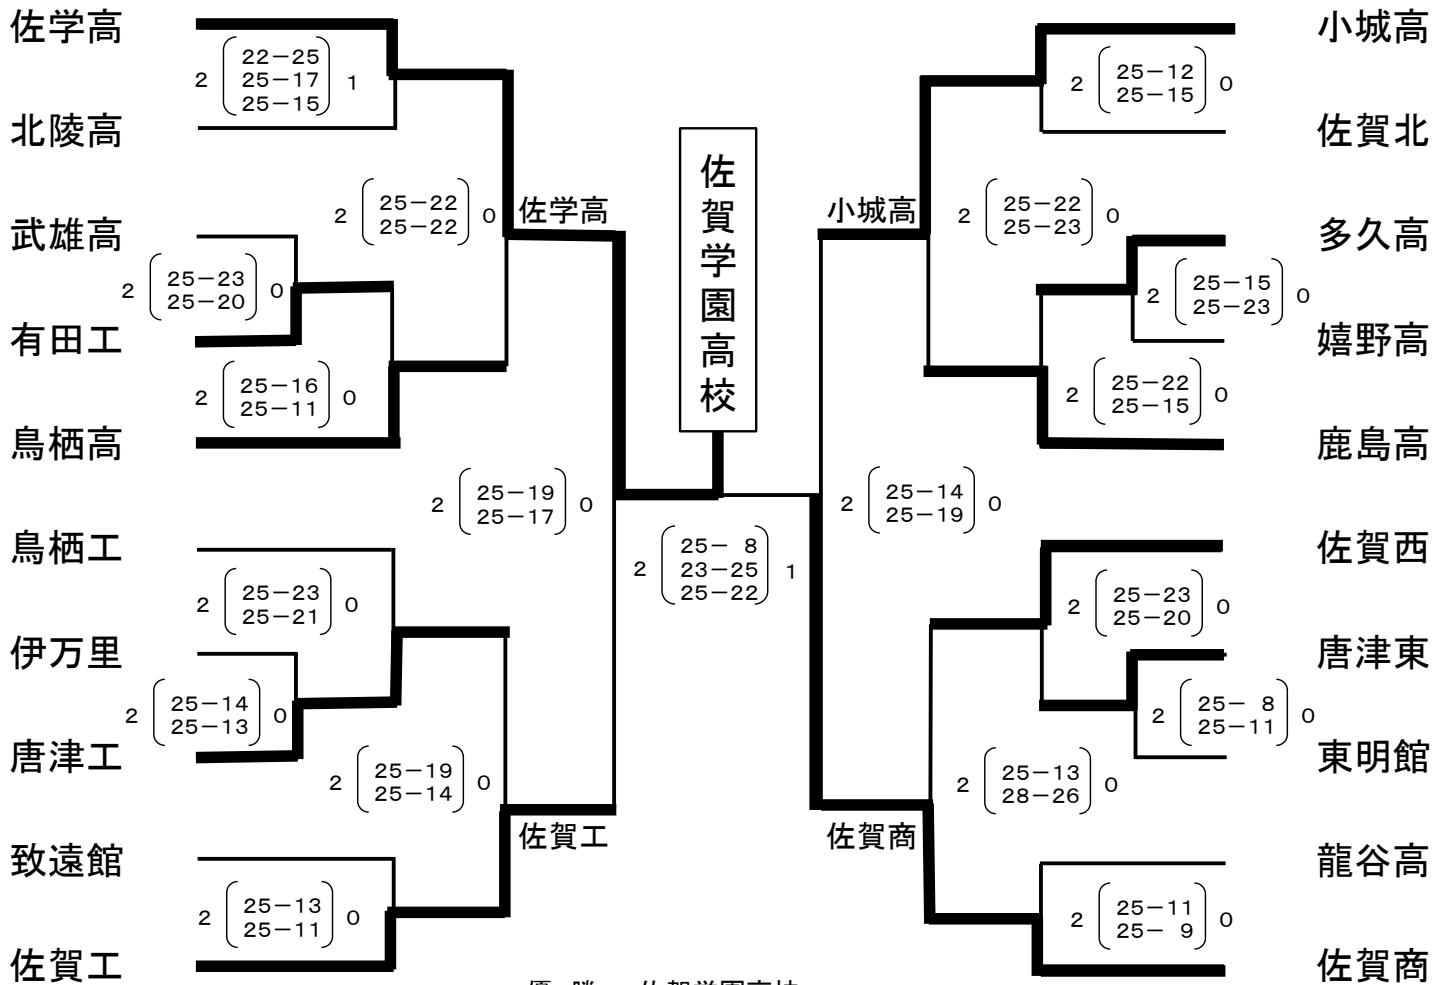 佐学高
2 22－25 1
25－17
25－15
北陵高
2 25－22 0
25－22
佐学高
武雄高
2 25－23 0
25－20
有田工
2 25－16 0
25－11
鳥栖高
2 25－19 0
25－17
鳥栖工
2 25－23 0
25－21
伊万里
2 25－14 0
25－13
唐津工
2 25－19 0
25－14
佐賀工
致遠館
2 25－13 0
25－11
佐賀工
佐賀学園高校
2 25－ 8 1
23－25
25－22
小城高
2 25－12 0
25－15
佐賀北
小城高
2 25－22 0
25－23
多久高
2 25－15 0
25－23
嬉野高
2 25－22 0
25－15
鹿島高
2 25－14 0
25－19
佐賀西
2 25－23 0
25－20
唐津東
2 25－ 8 0
25－11
東明館
2 25－13 0
28－26
佐賀商
龍谷高
2 25－11 0
25－ 9
佐賀商